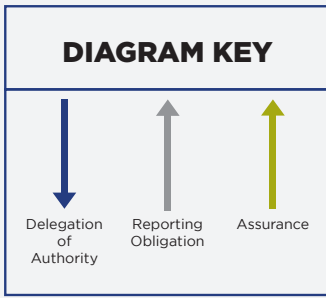 DIAGRAM KEY
Delegation
of
Authority
Reporting
Obligation
Assurance